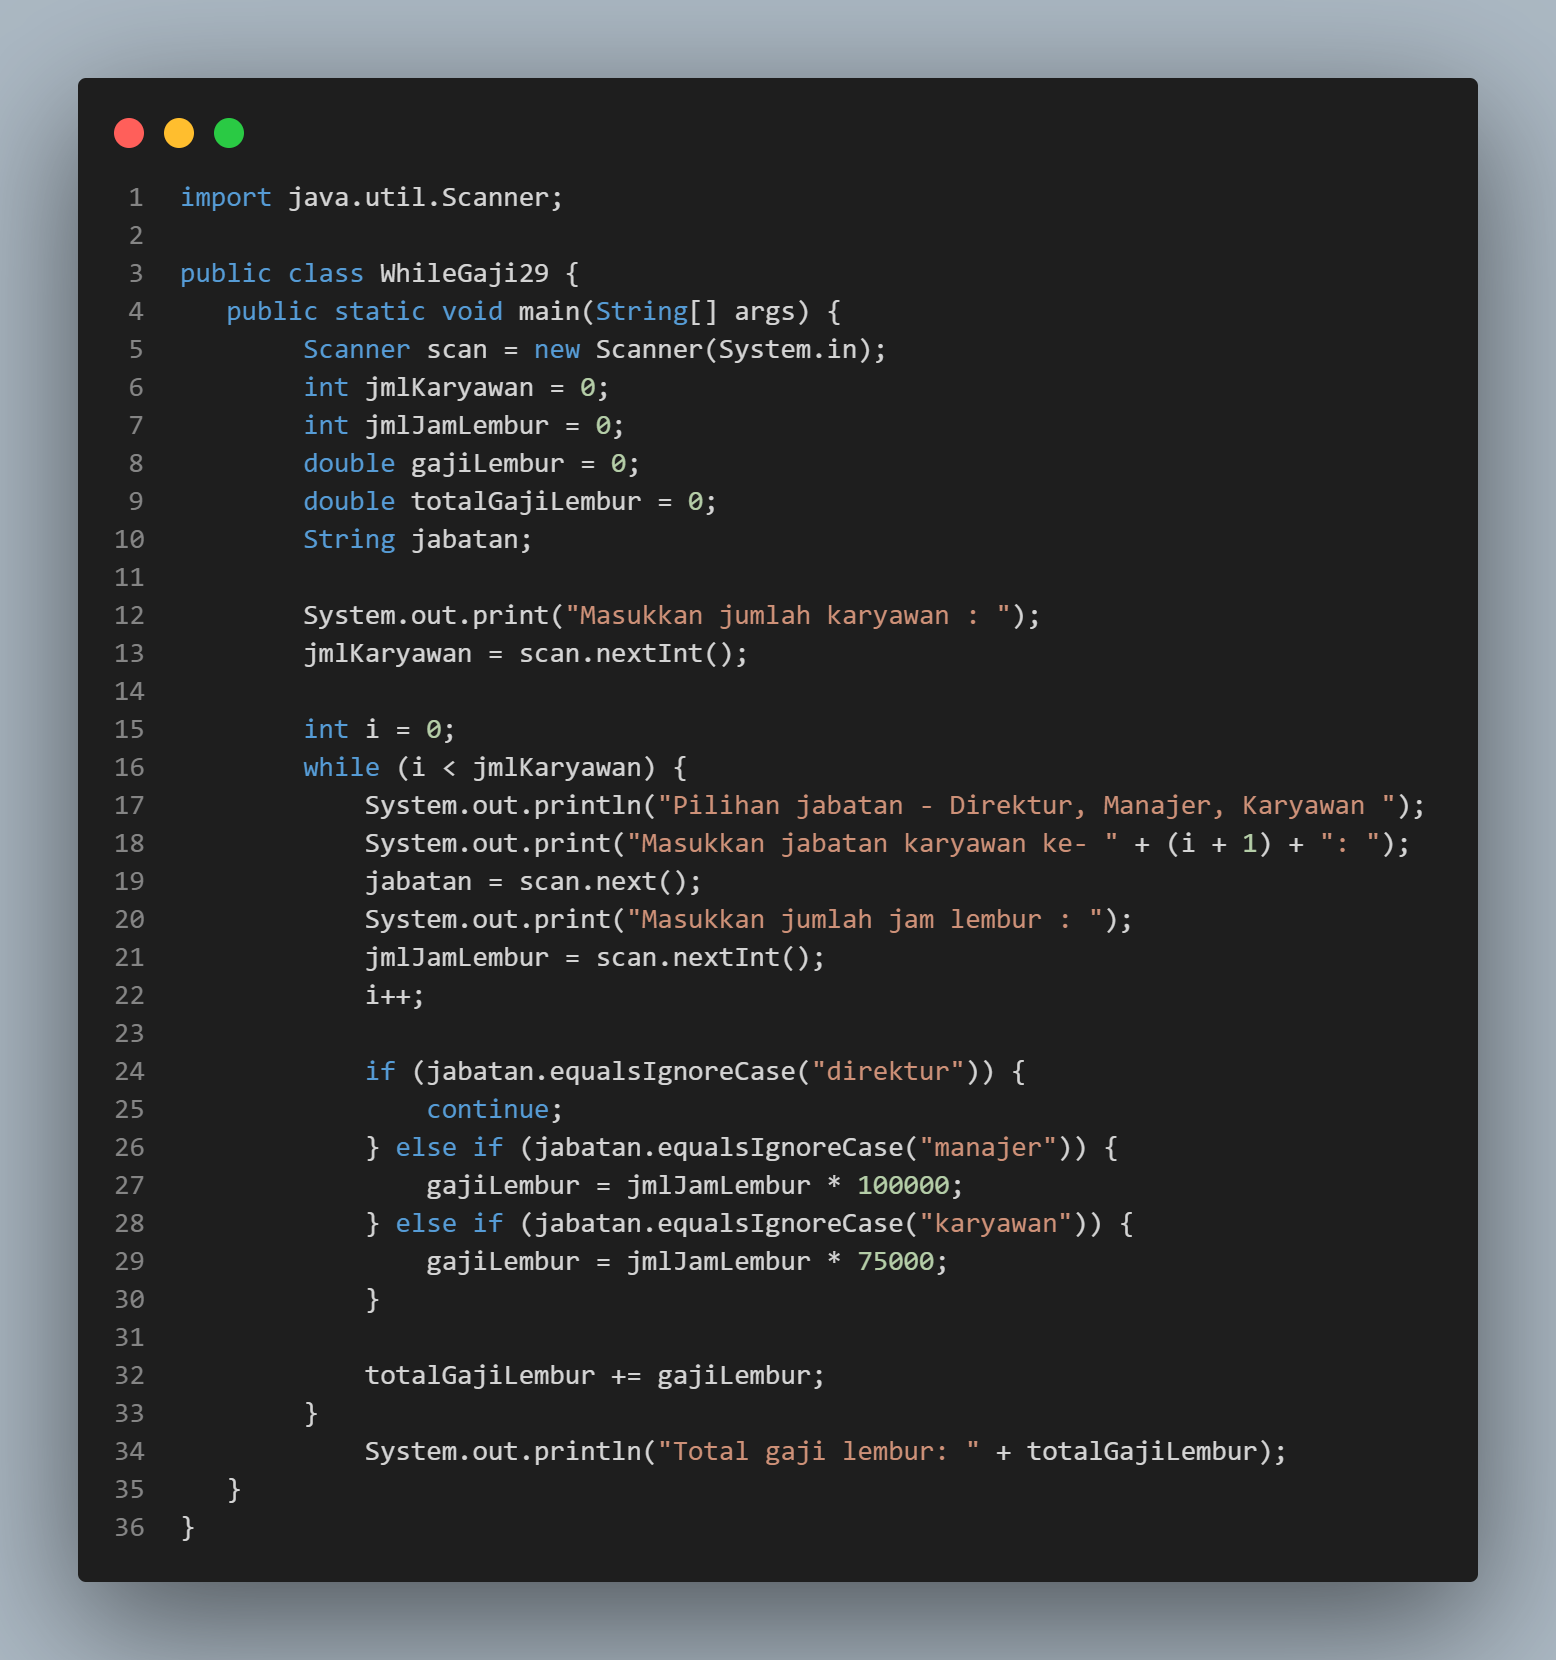 1 import java.util.Scanner;
2
3 public class WhileGaji29 {
4    public static void main(String[] args) {
5         Scanner scan = new Scanner(System.in);
6         int jmlKaryawan = 0;
7         int jmlJamLembur = 0;
8         double gajiLembur = 0;
9         double totalGajiLembur = 0;
10         String jabatan;
11
12         System.out.print("Masukkan jumlah karyawan : ");
13         jmlKaryawan = scan.nextInt();
14
15         int i = 0;
16         while (i < jmlKaryawan) {
17             System.out.println("Pilihan jabatan - Direktur, Manajer, Karyawan ");
18             System.out.print("Masukkan jabatan karyawan ke- " + (i + 1) + ": ");
19             jabatan = scan.next();
20             System.out.print("Masukkan jumlah jam lembur : ");
21             jmlJamLembur = scan.nextInt();
22             i++;
23
24             if (jabatan.equalsIgnoreCase("direktur")) {
25                 continue;
26             } else if (jabatan.equalsIgnoreCase("manajer")) {
27                 gajiLembur = jmlJamLembur * 100000;
28             } else if (jabatan.equalsIgnoreCase("karyawan")) {
29                 gajiLembur = jmlJamLembur * 75000;
30             }
31
32             totalGajiLembur += gajiLembur;
33         }
34             System.out.println("Total gaji lembur: " + totalGajiLembur);
35    }
36 }